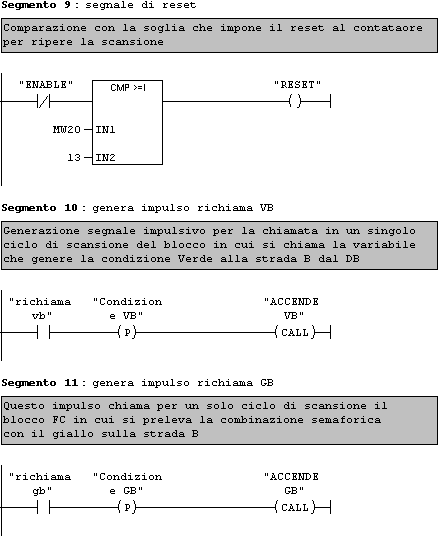 Segmento 9 : segnale di reset
Comparazione con la soglia che impone il reset al contataore
per ripere la scansione
"ENABLE"
CMP >=I
"RESET"
MW20
IN1
13
IN2
Segmento 10 : genera impulso richiama VB
Generazione segnale impulsivo per la chiamata in un singolo
ciclo di scansione del blocco in cui si chiama la variabile
che genere la condizione Verde alla strada B dal DB
"richiama
vb"
"Condizion
e VB"
P
"ACCENDE
VB"
CALL
Segmento 11 : genera impulso richiama GB
Questo impulso chiama per un solo ciclo di scansione il
blocco FC in cui si preleva la combinazione semaforica
con il giallo sulla strada B
"richiama
gb"
"Condizion
e GB"
P
"ACCENDE
GB"
CALL